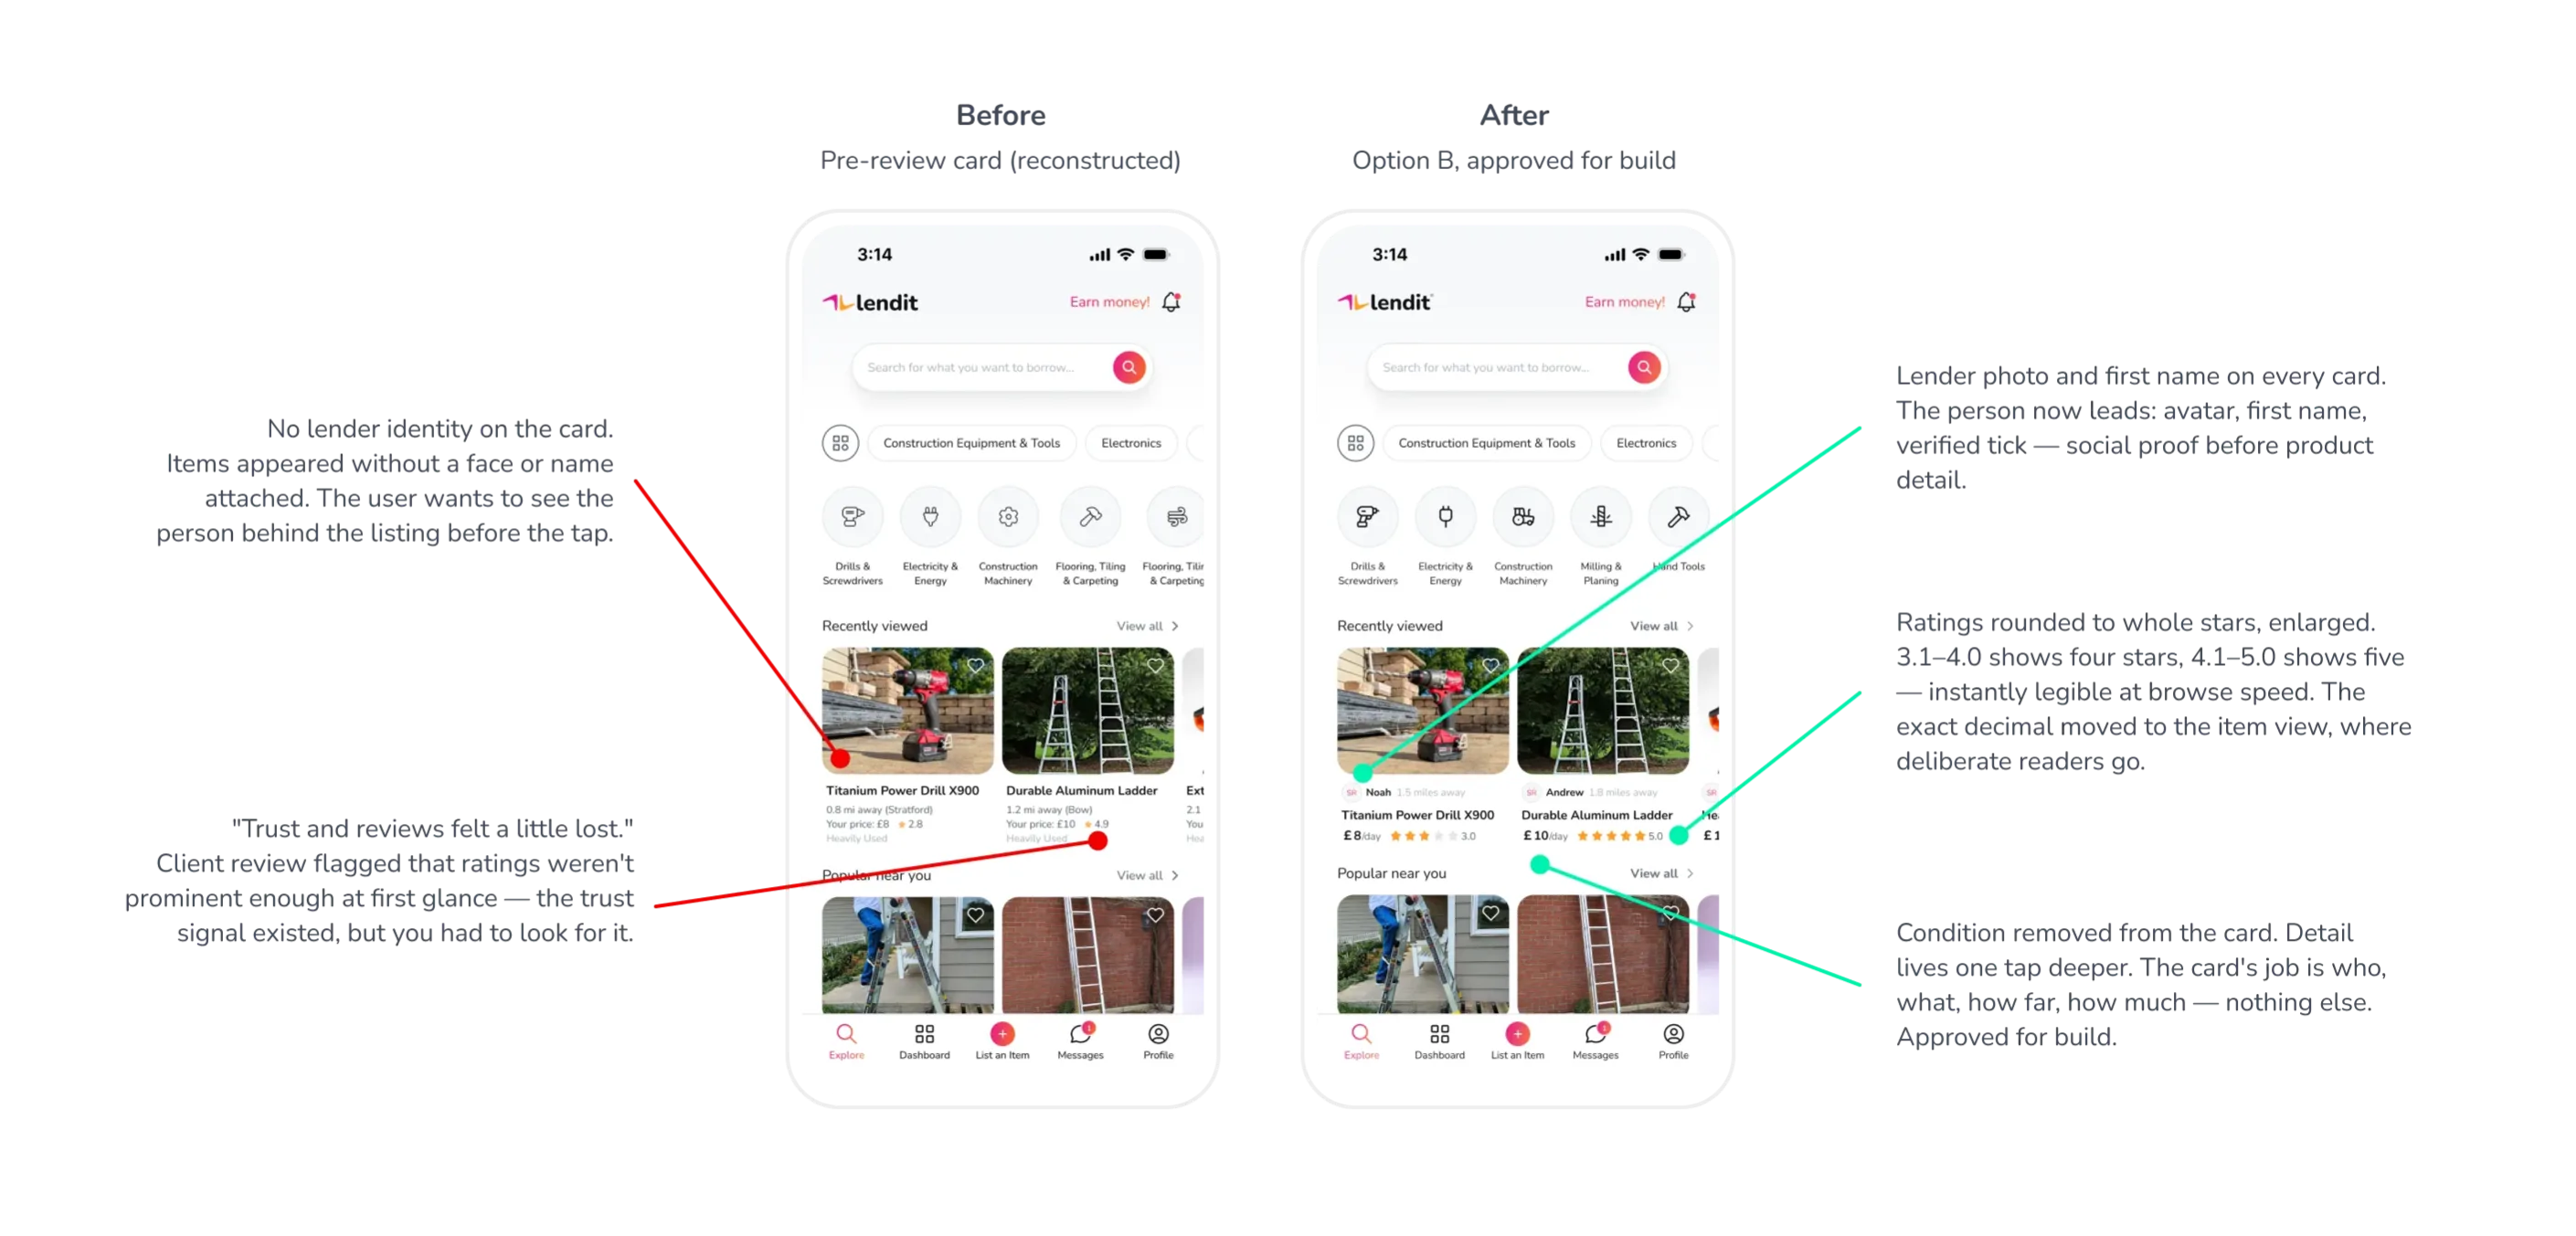 Before
Pre-review card (reconstructed)
After
Option B, approved for build
No lender identity on the card.
Items appeared without a face or name
attached. The user wants to see the
person behind the listing before the tap.
"Trust and reviews felt a little lost."
Client review flagged that ratings weren't
prominent enough at first glance — the trust
signal existed, but you had to look for it.
3:14
lendit
Earn money!
Search for what you want to borrow...
Construction Equipment & Tools
Electronics
Drills &
Screwdrivers
Electricity &
Energy
Construction
Machinery
Flooring, Tiling
& Carpeting
Flooring, Tilir
& Carpeting
Recently viewed
View all
Titanium Power Drill X900
0.8 mi away (Stratford)
Your price: £8 2.8
Heavily Used
Durable Aluminum Ladder
1.2 mi away (Bow)
Your price: £10 4.9
Heavily Used
Ext
2.1
You
Hea
Popular near you
View all
Explore
Dashboard
List an Item
Messages
1
Profile
3:14
lendit
Earn money!
Search for what you want to borrow...
Construction Equipment & Tools
Electronics
Drills &
Screwdrivers
Electricity &
Energy
Construction
Machinery
Milling &
Planing
Hand Tools
Recently viewed
View all
SR Noah 1.5 miles away
Titanium Power Drill X900
£8/day 3.0
SR Andrew 1.8 miles away
Durable Aluminum Ladder
£10/day 5.0
SR
He
£1
Popular near you
View all
Explore
Dashboard
List an Item
Messages
1
Profile
Lender photo and first name on every card.
The person now leads: avatar, first name,
verified tick — social proof before product
detail.
Ratings rounded to whole stars, enlarged.
3.1–4.0 shows four stars, 4.1–5.0 shows five
— instantly legible at browse speed. The
exact decimal moved to the item view, where
deliberate readers go.
Condition removed from the card. Detail
lives one tap deeper. The card's job is who,
what, how far, how much — nothing else.
Approved for build.